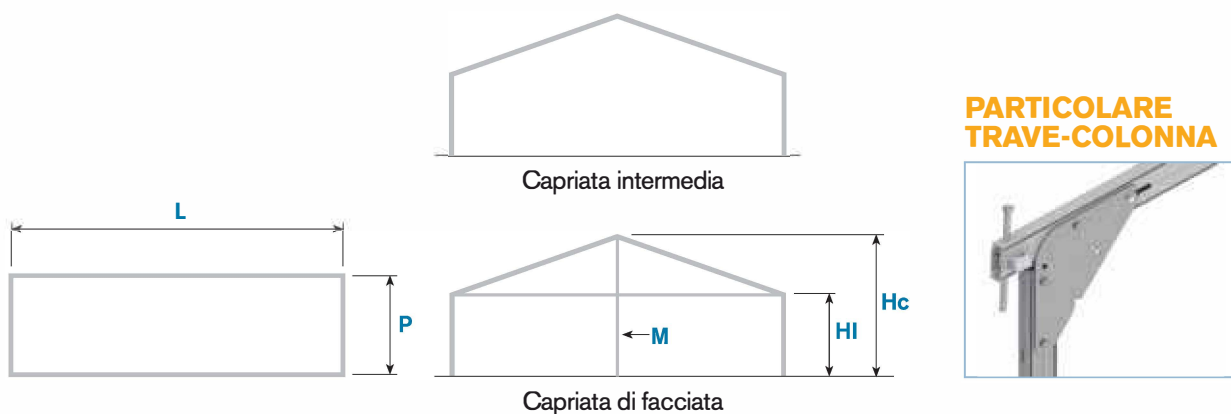 Capriata intermedia
PARTICOLARE
TRAVE-COLONNA
L
P
M
Hl
Hc
Capriata di facciata